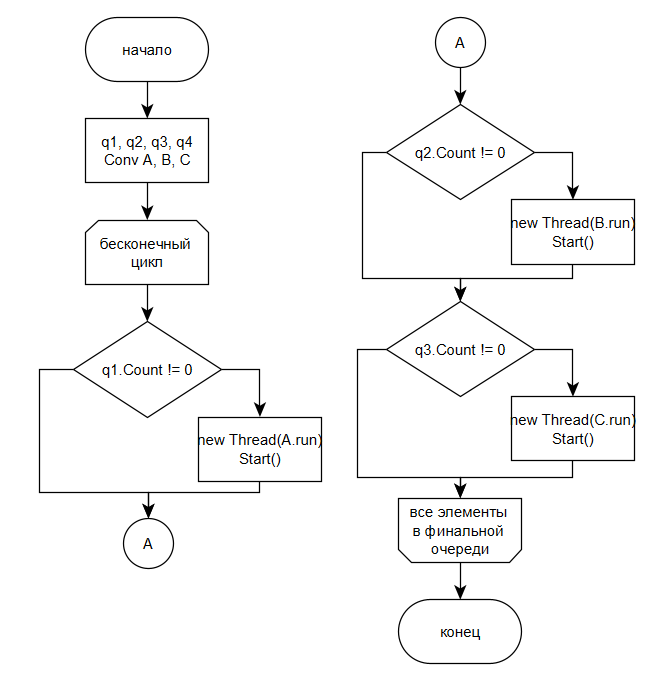 начало
q1, q2, q3, q4
Conv A, B, C
бесконечный
цикл
q1.Count != 0
new Thread(A.run)
Start()
A
A
q2.Count != 0
new Thread(B.run)
Start()
q3.Count != 0
new Thread(C.run)
Start()
все элементы
в финальной
очереди
конец